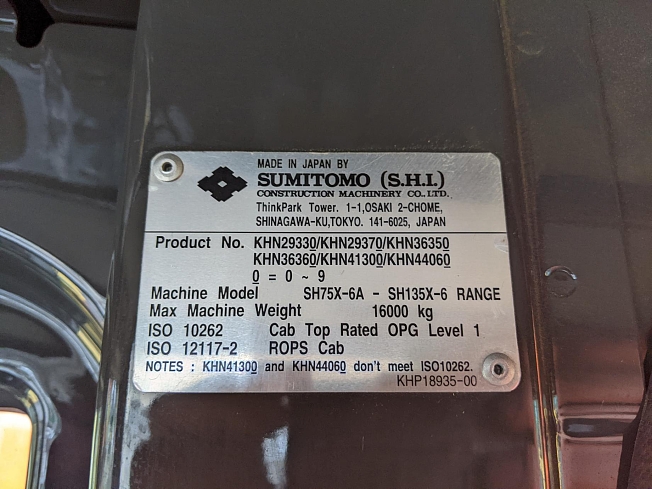 MADE IN JAPAN BY
SUMITOMO (S.H.I.)
CONSTRUCTION MACHINERY CO., LTD.
ThinkPark Tower. 1-1,OSAKI 2-CHOME,
SHINAGAWA-KU,TOKYO. 141-6025, JAPAN
Product No. KHN29330/KHN29370/KHN36350
KHN36360/KHN41300/KHN44060
0 = 0 ~ 9
Machine Model SH75X-6A - SH135X-6 RANGE
Max Machine Weight 16000 kg
ISO 10262 Cab Top Rated OPG Level 1
ISO 12117-2 ROPS Cab
NOTES : KHN41300 and KHN44060 don't meet ISO10262.
KHP18935-00